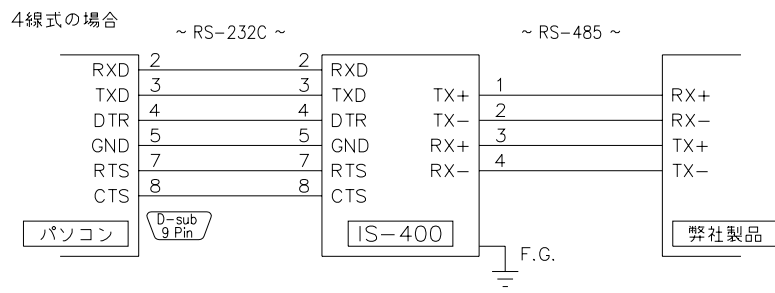 4線式の場合
~ RS-232C ~
~ RS-485 ~
RXD 2 2 RXD
TXD 3 3 TXD TX+ 1 RX+
DTR 4 4 DTR TX- 2 RX-
GND 5 5 GND RX+ 3 TX+
RTS 7 7 RTS RX- 4 TX-
CTS 8 8 CTS
パソコン
D-sub
9 Pin
IS-400
弊社製品
F.G.